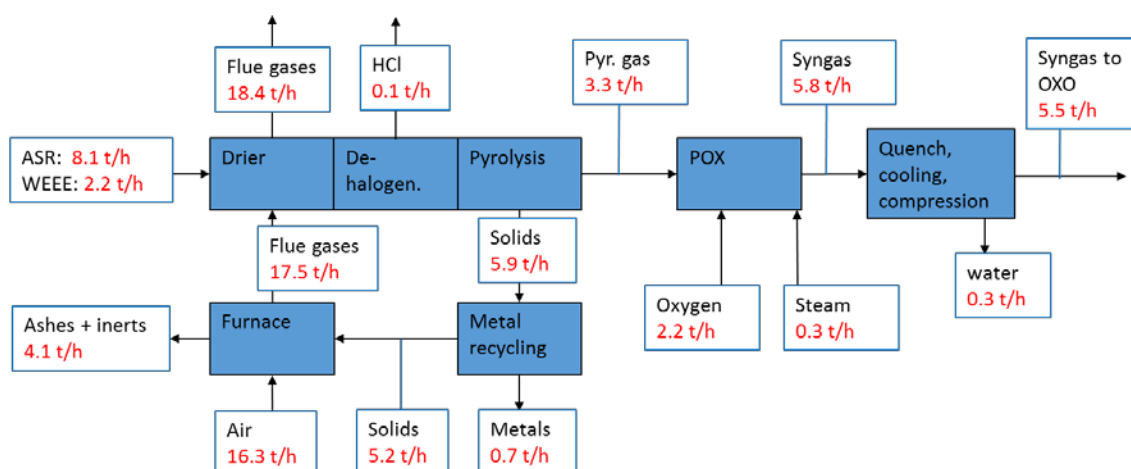 Flue gases
18.4 t/h
HCl
0.1 t/h
Pyr. gas
3.3 t/h
Syngas
5.8 t/h
Syngas to
OXO
5.5 t/h
ASR: 8.1 t/h
WEEE: 2.2 t/h
Drier
De-
halogen.
Pyrolysis
POX
Quench,
cooling,
compression
Flue gases
17.5 t/h
Solids
5.9 t/h
Oxygen
2.2 t/h
Steam
0.3 t/h
water
0.3 t/h
Ashes + inerts
4.1 t/h
Furnace
Metal
recycling
Air
16.3 t/h
Solids
5.2 t/h
Metals
0.7 t/h